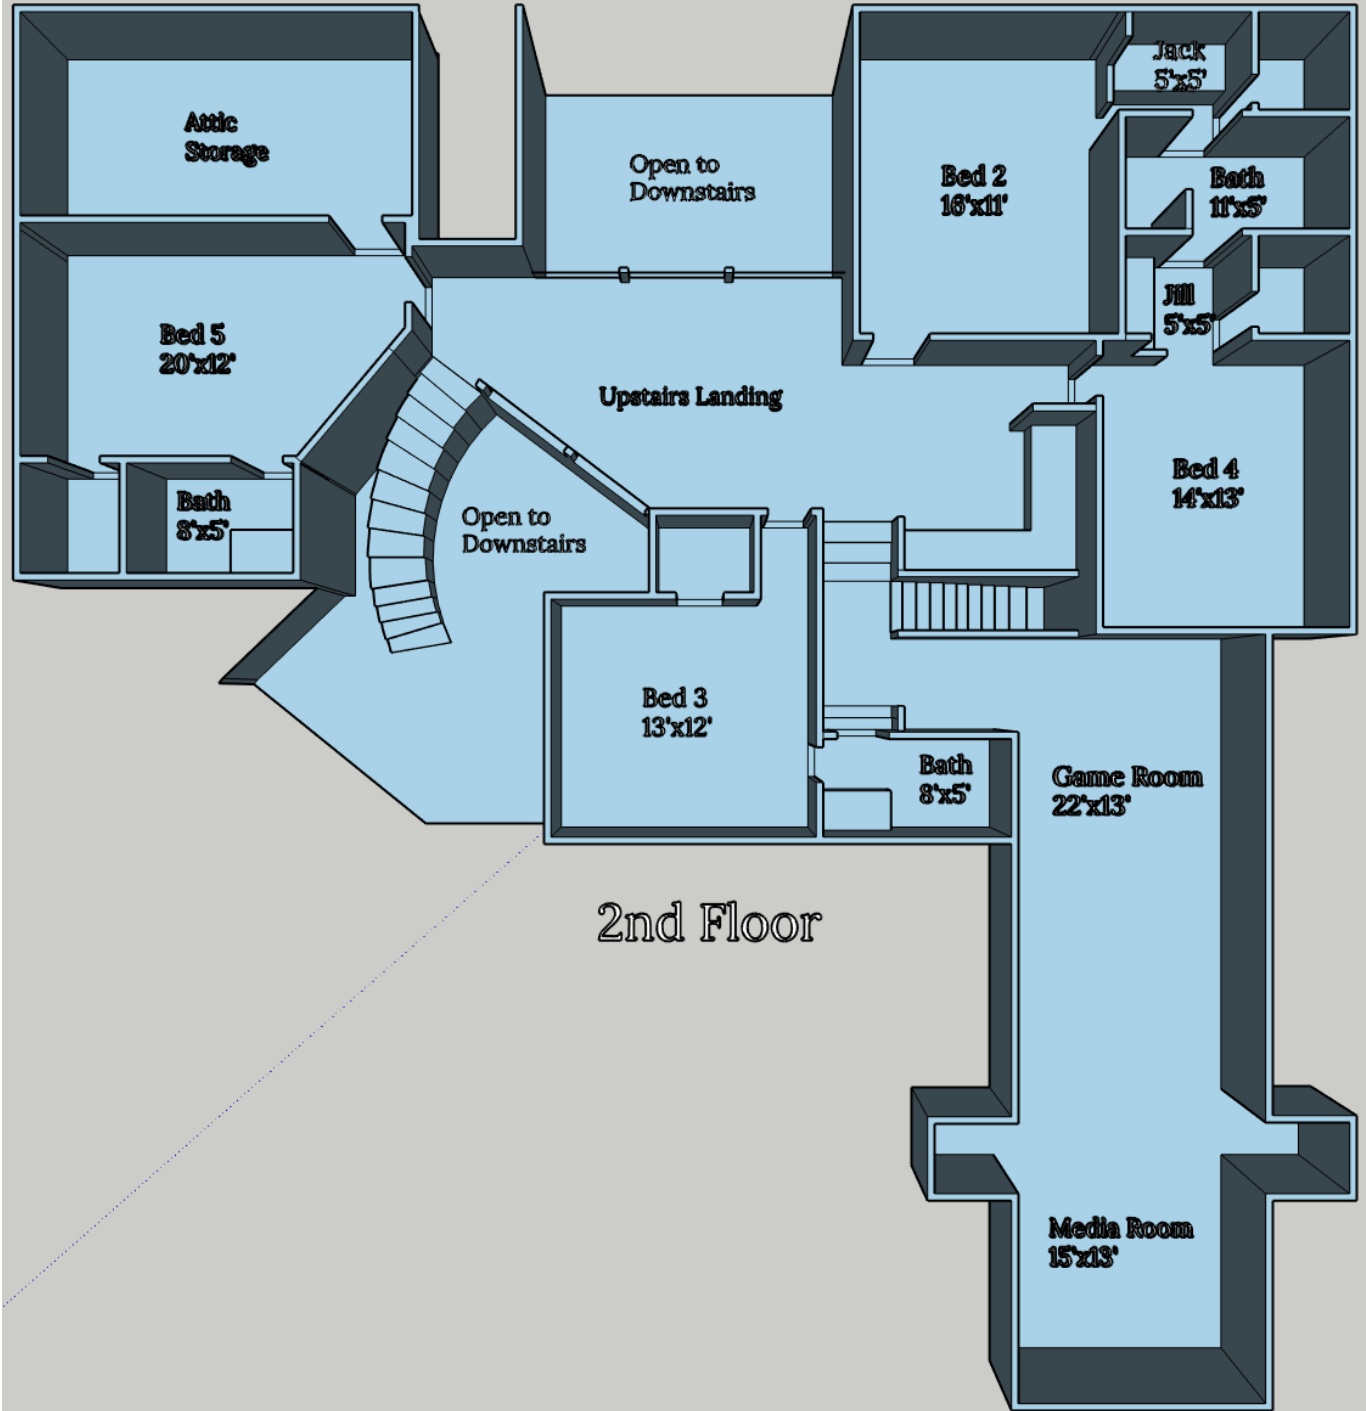 Jack
5'x5'
Attic
Storage
Open to
Downstairs
Bed 2
16'x11'
Bath
11'x5'
Jill
5'x5'
Bed 5
20'x12'
Upstairs Landing
Bed 4
14'x13'
Bath
8'x5'
Open to
Downstairs
Bed 3
13'x12'
Bath
8'x5'
Game Room
22'x13'
2nd Floor
Media Room
15'x13'